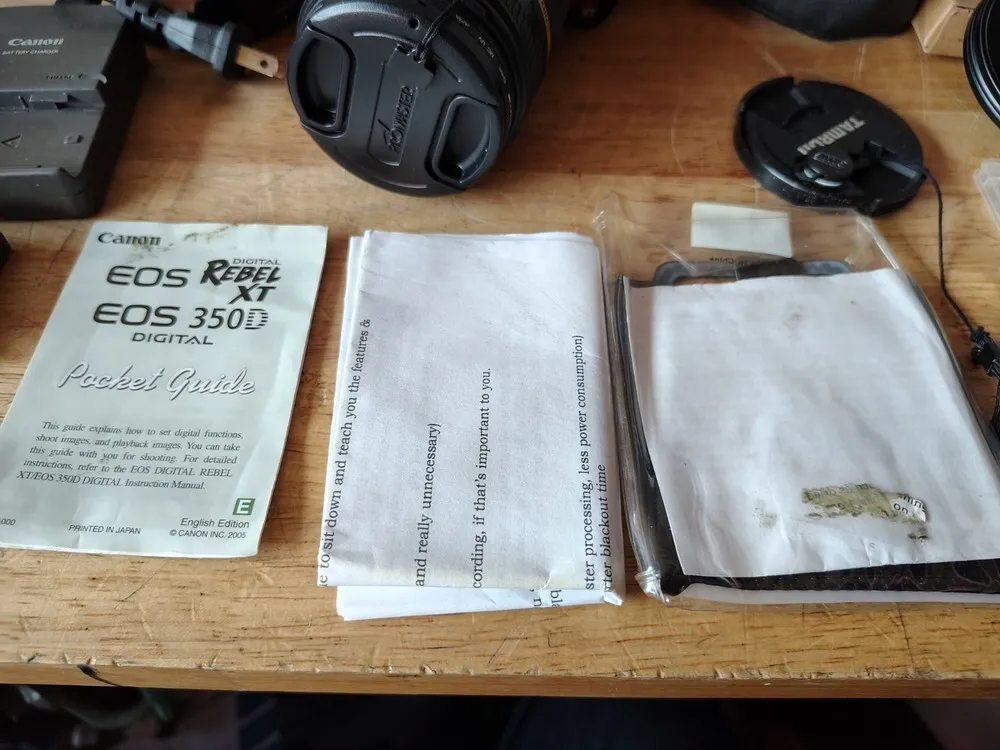 Canon
BATTERY CHARGER
PROMASTER
TAMRON
Canon
DIGITAL
EOS REBEL
XT
EOS 350D
DIGITAL
Pocket Guide
This guide explains how to set digital functions,
shoot images, and playback images. You can take
this guide with you for shooting. For detailed
instructions, refer to the EOS DIGITAL REBEL
XT/EOS 350D DIGITAL Instruction Manual.
E
English Edition
PRINTED IN JAPAN
© CANON INC. 2005
to sit down and teach you the features &
and really unnecessary)
cording, if that's important to you.
ster processing, less power consumption)
rter blackout time